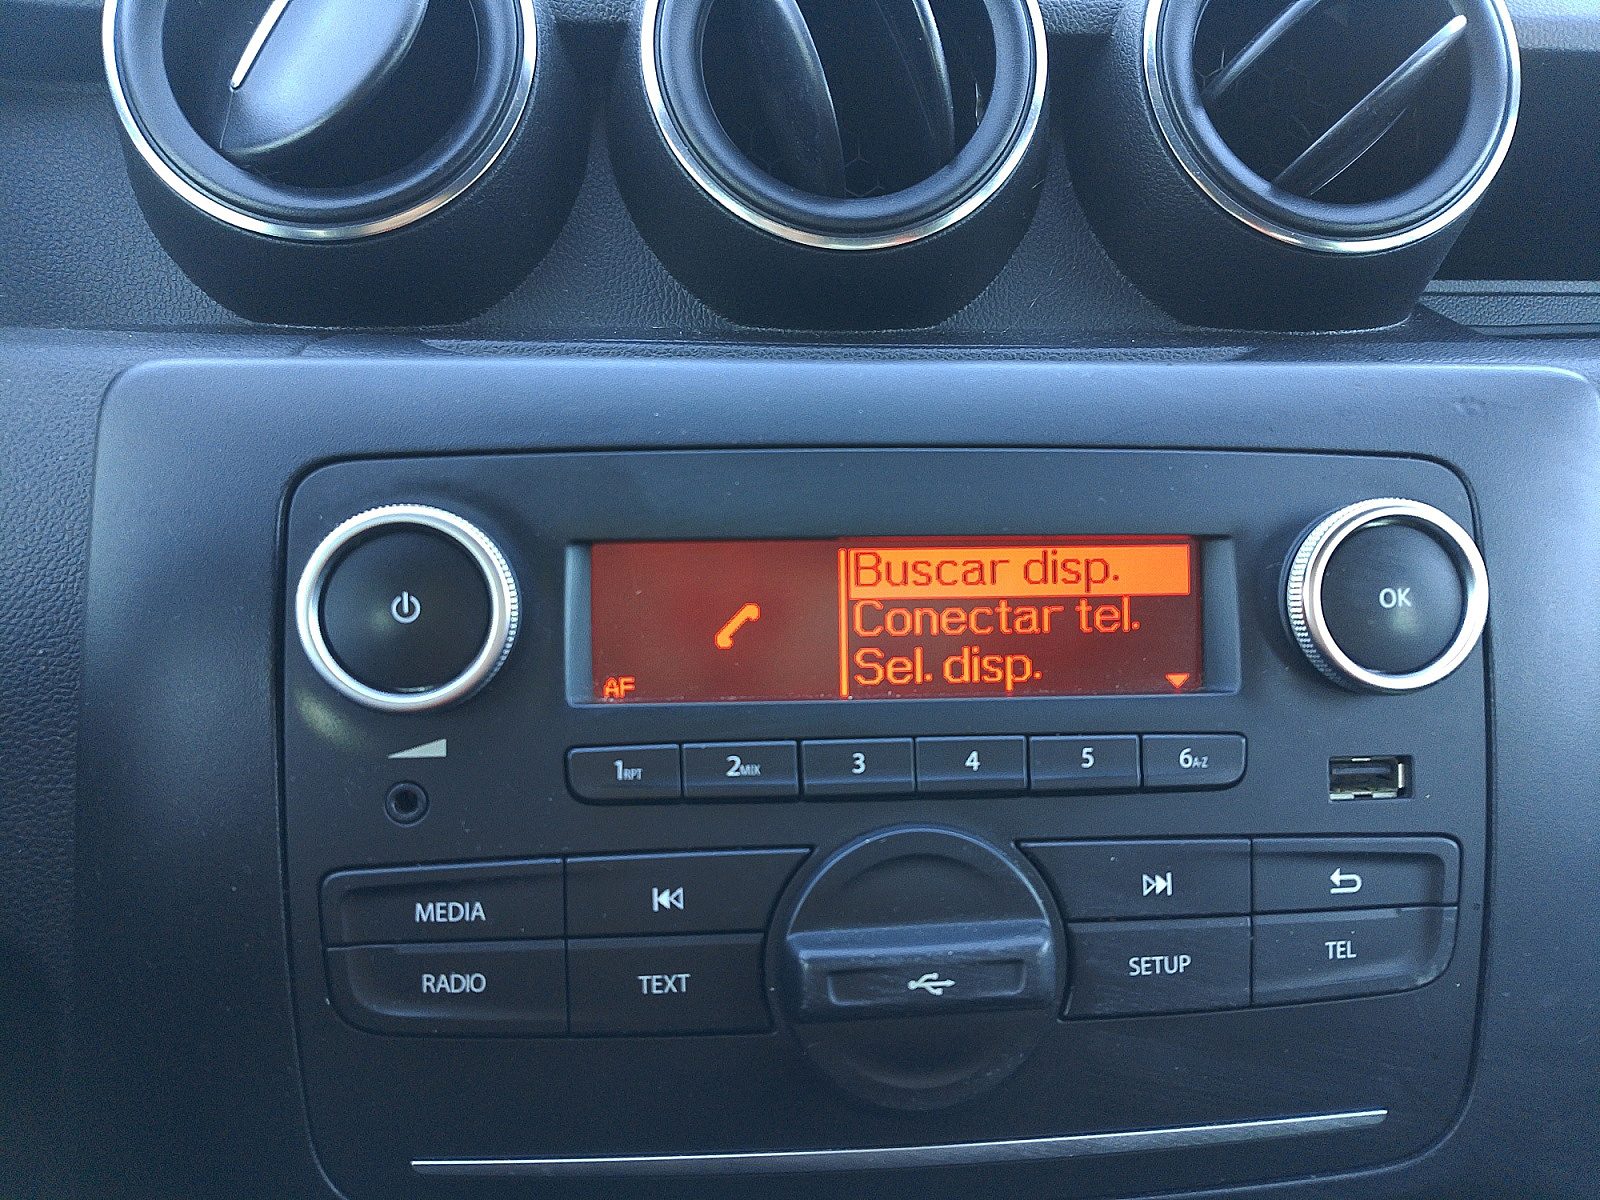 Buscar disp.
Conectar tel.
Sel. disp.
AF
OK
1RPT
2MIX
3
4
5
6A-Z
MEDIA
RADIO
TEXT
SETUP
TEL